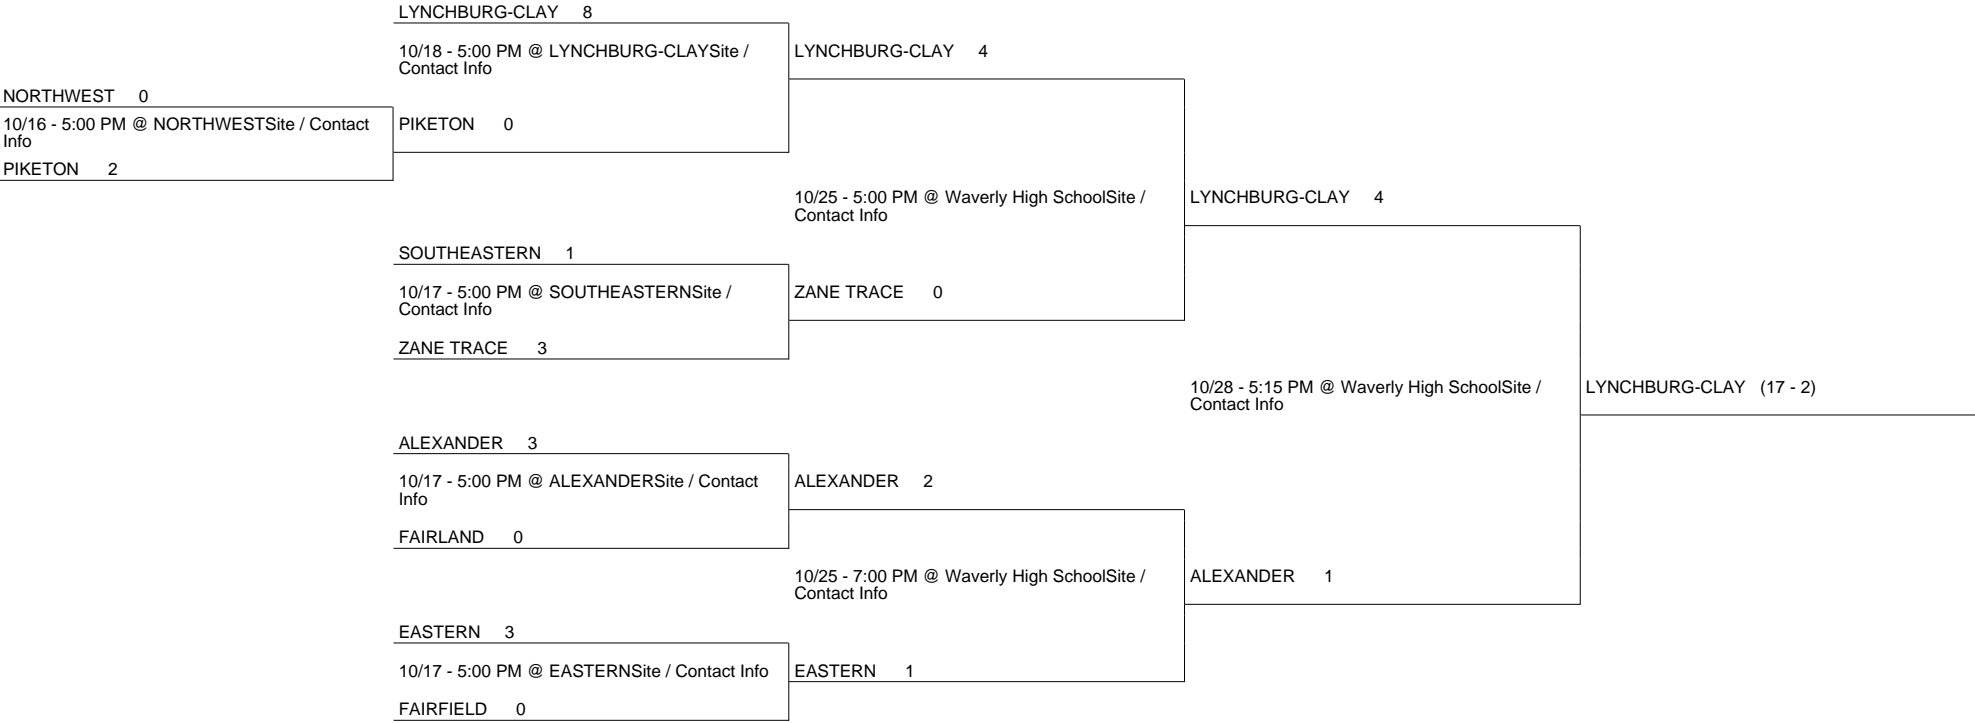 NORTHWEST 0
10/16 - 5:00 PM @ NORTHWESTSite / Contact
Info
PIKETON 2
LYNCHBURG-CLAY 8
10/18 - 5:00 PM @ LYNCHBURG-CLAYSite /
Contact Info
PIKETON 0
SOUTHEASTERN 1
10/17 - 5:00 PM @ SOUTHEASTERNSite /
Contact Info
ZANE TRACE 3
ALEXANDER 3
10/17 - 5:00 PM @ ALEXANDERSite / Contact
Info
FAIRLAND 0
EASTERN 3
10/17 - 5:00 PM @ EASTERNSite / Contact Info
FAIRFIELD 0
LYNCHBURG-CLAY 4
10/25 - 5:00 PM @ Waverly High SchoolSite /
Contact Info
ZANE TRACE 0
ALEXANDER 2
10/25 - 7:00 PM @ Waverly High SchoolSite /
Contact Info
EASTERN 1
LYNCHBURG-CLAY 4
10/28 - 5:15 PM @ Waverly High SchoolSite /
Contact Info
ALEXANDER 1
LYNCHBURG-CLAY (17 - 2)